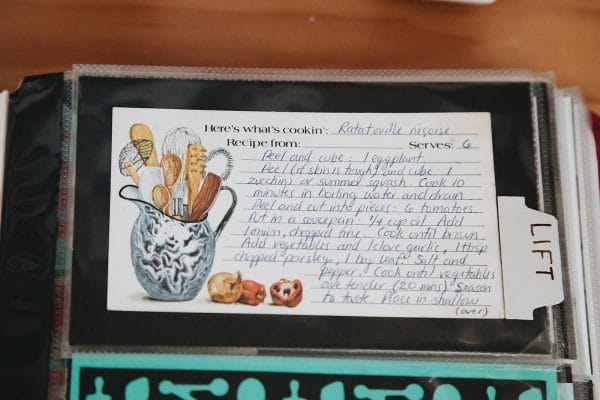 Here's what's cookin': Ratatouille niçoise
Recipe from: Serves: 6
Peel and cube: 1 eggplant.
Peel (if skin is tough) and cube: 1
zucchini or summer squash. Cook 10
minutes in boiling water and drain.
Peel and cut into pieces: 6 tomatoes.
Put in a saucepan: 1/4 cup oil. Add
1 onion, chopped fine. Cook until brown.
Add vegetables and 1 clove garlic, 1 tbsp
chopped parsley, 1 bay leaf. Salt and
pepper. Cook until vegetables
are tender (20 mins). Season
to taste. Place in shallow
(over)
LIFT